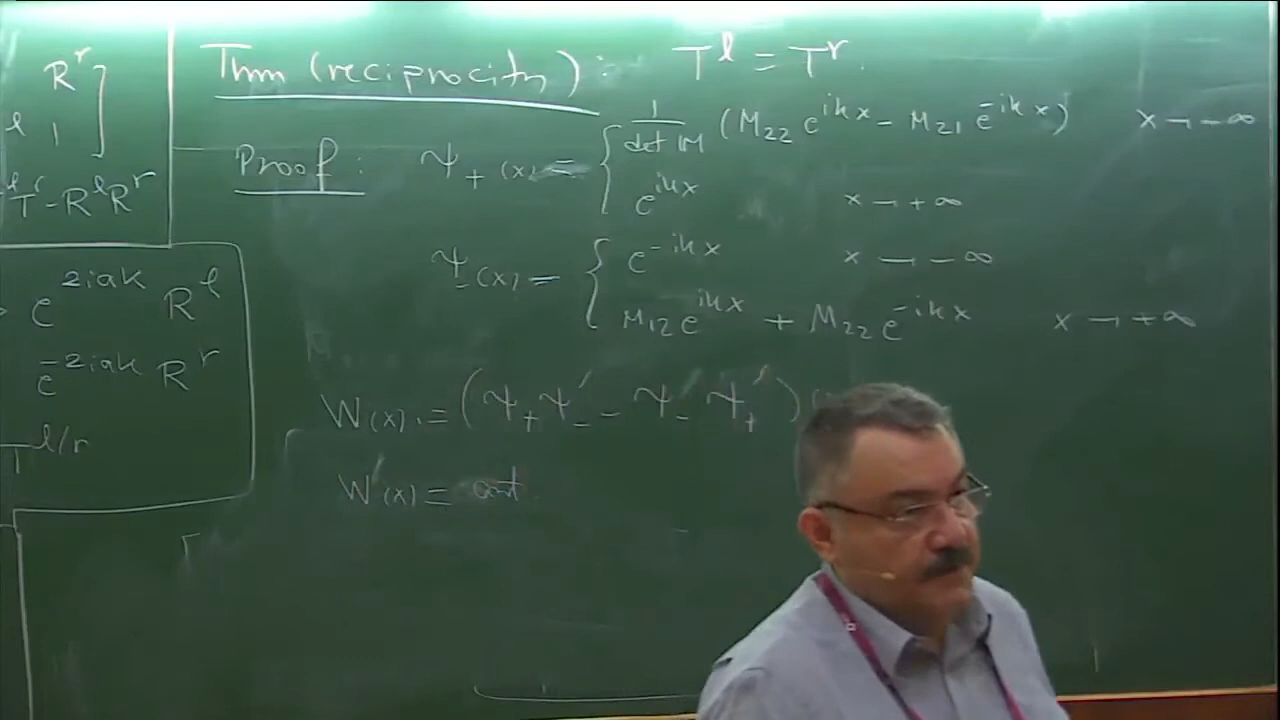 R^r ]
l 1 ]
^l T^r - R^l R^r
e^{2iak} R^l
e^{-2iak} R^r
T^{l/r}
Thm (reciprocity) : T^l = T^r .
Proof : ψ_+(x) = { 1/det M (M_22 e^{ikx} - M_21 e^{-ikx}) x → -∞
e^{ikx} x → +∞
ψ_-(x) = { e^{-ikx} x → -∞
M_12 e^{ikx} + M_22 e^{-ikx} x → +∞
W(x) := (ψ_+ ψ_-' - ψ_- ψ_+')
W'(x) =